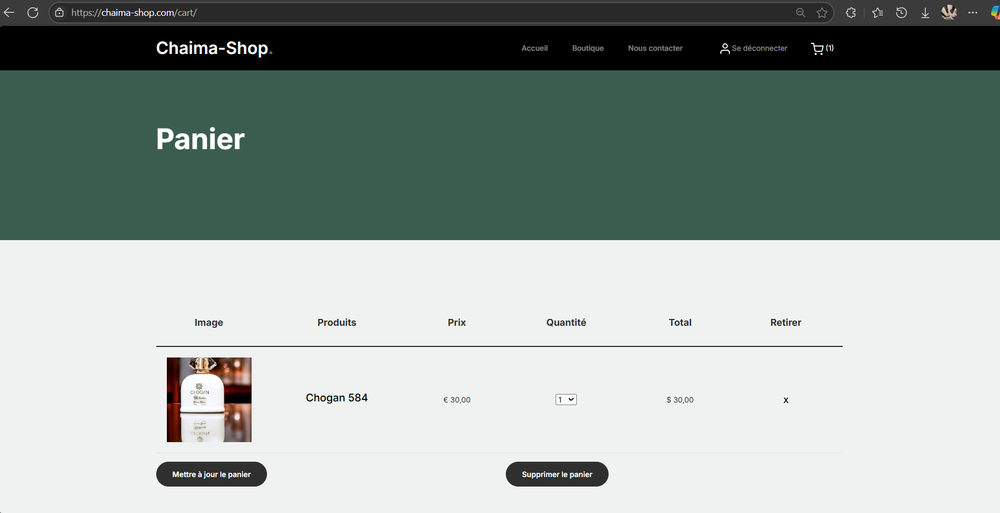 https://chaima-shop.com/cart/
Chaima-Shop.
Accueil
Boutique
Nous contacter
Se déconnecter
(1)
Panier
Image
Produits
Prix
Quantité
Total
Retirer
CHOGAN
Chogan 584
€ 30,00
1
$ 30,00
x
Mettre à jour le panier
Supprimer le panier